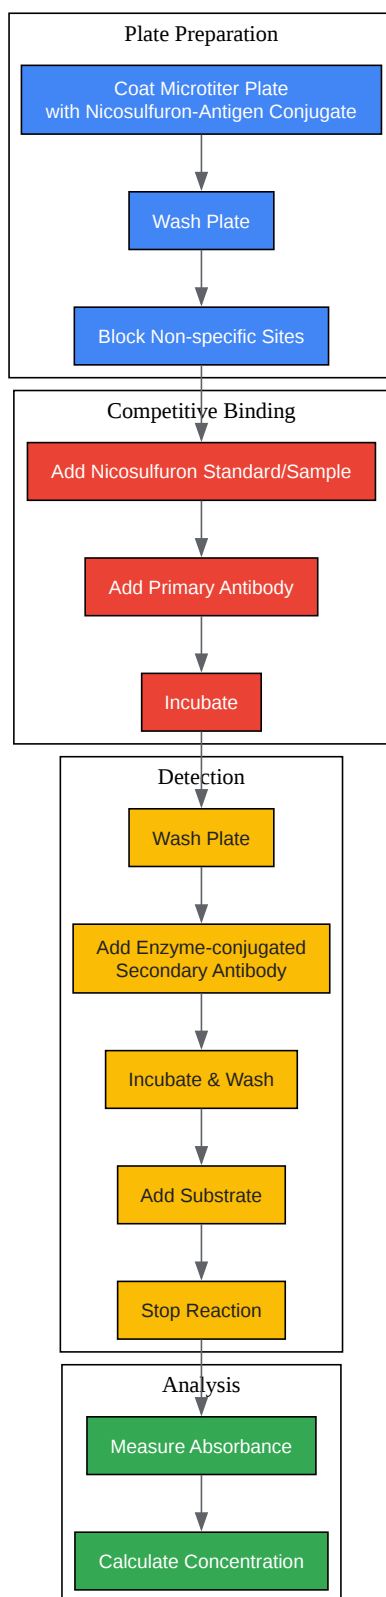 Plate Preparation
Coat Microtiter Plate
with Nicosulfuron-Antigen Conjugate
Wash Plate
Block Non-specific Sites
Competitive Binding
Add Nicosulfuron Standard/Sample
Add Primary Antibody
Incubate
Detection
Wash Plate
Add Enzyme-conjugated
Secondary Antibody
Incubate & Wash
Add Substrate
Stop Reaction
Analysis
Measure Absorbance
Calculate Concentration